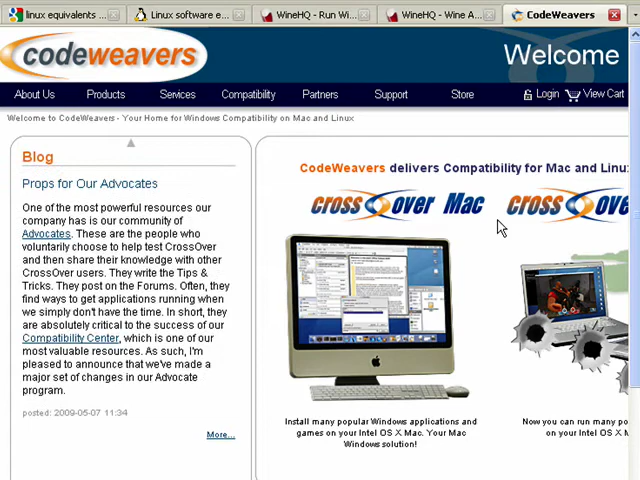 linux equivalents ...
Linux software e...
WineHQ - Run Wi...
WineHQ - Wine A...
CodeWeavers
codeweavers
Welcome
About Us Products Services Compatibility Partners Support Store Login View Cart
Welcome to CodeWeavers - Your Home for Windows Compatibility on Mac and Linux
Blog
Props for Our Advocates
One of the most powerful resources our
company has is our community of
Advocates. These are the people who
voluntarily choose to help test CrossOver
and then share their knowledge with other
CrossOver users. They write the Tips &
Tricks. They post on the Forums. Often, they
find ways to get applications running when
we simply don't have the time. In short, they
are absolutely critical to the success of our
Compatibility Center, which is one of our
most valuable resources. As such, I'm
pleased to announce that we've made a
major set of changes in our Advocate
program.
posted: 2009-05-07 11:34
More...
CodeWeavers delivers Compatibility for Mac and Linu
cross over Mac
cross ove
Install many popular Windows applications and
games on your Intel OS X Mac. Your Mac
Windows solution!
Now you can run many po
on your Intel OS X M